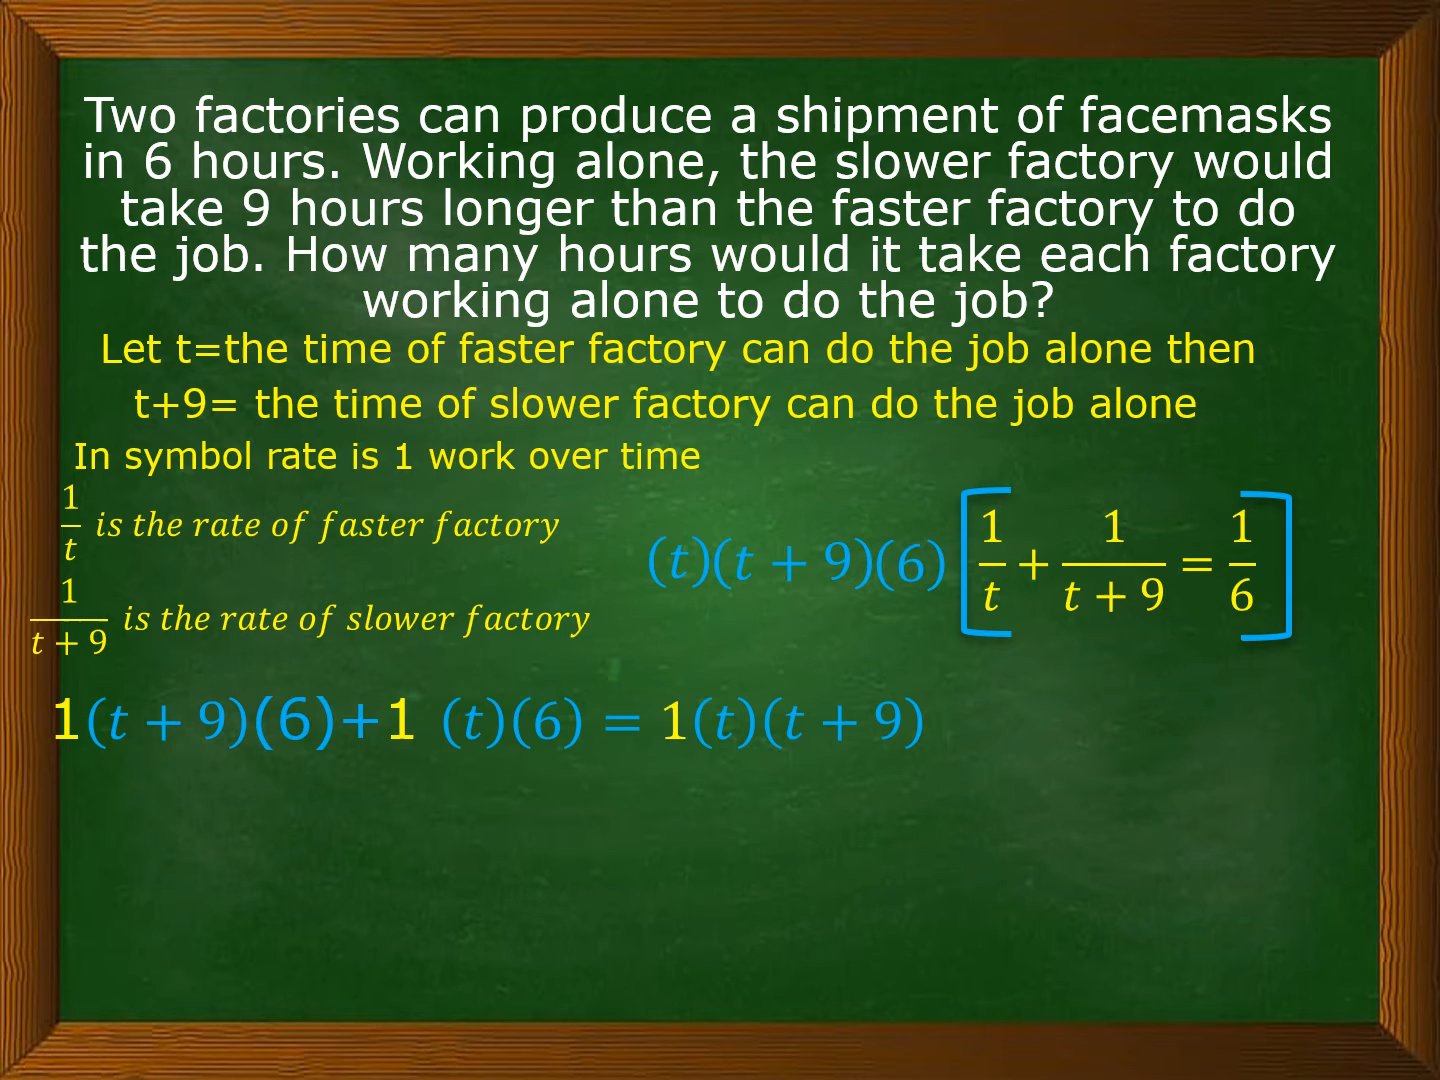 Two factories can produce a shipment of facemasks
in 6 hours. Working alone, the slower factory would
take 9 hours longer than the faster factory to do
the job. How many hours would it take each factory
working alone to do the job?
Let t=the time of faster factory can do the job alone then
t+9= the time of slower factory can do the job alone
In symbol rate is 1 work over time
1/t is the rate of faster factory
1/(t + 9) is the rate of slower factory
(t)(t + 9)(6) [1/t + 1/(t + 9) = 1/6]
1(t + 9)(6)+1 (t)(6) = 1(t)(t + 9)